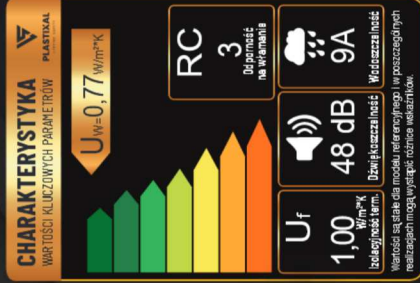 CHARAKTERYSTYKA
WARTOŚCI KLUCZOWYCH PARAMETRÓW
PLASTIXAL
Uw=0,77 W/m²*K
RC
3
Odporność
na włamanie
Uf
1,00
W/m²*K
Izolacyjność term.
48 dB
Dźwiękoszczelność
9A
Wodoszczelność
Wartości są stałe dla modelu referencyjnego i w poszczególnych
realizacjach mogą wystąpić różnice wskaźników.